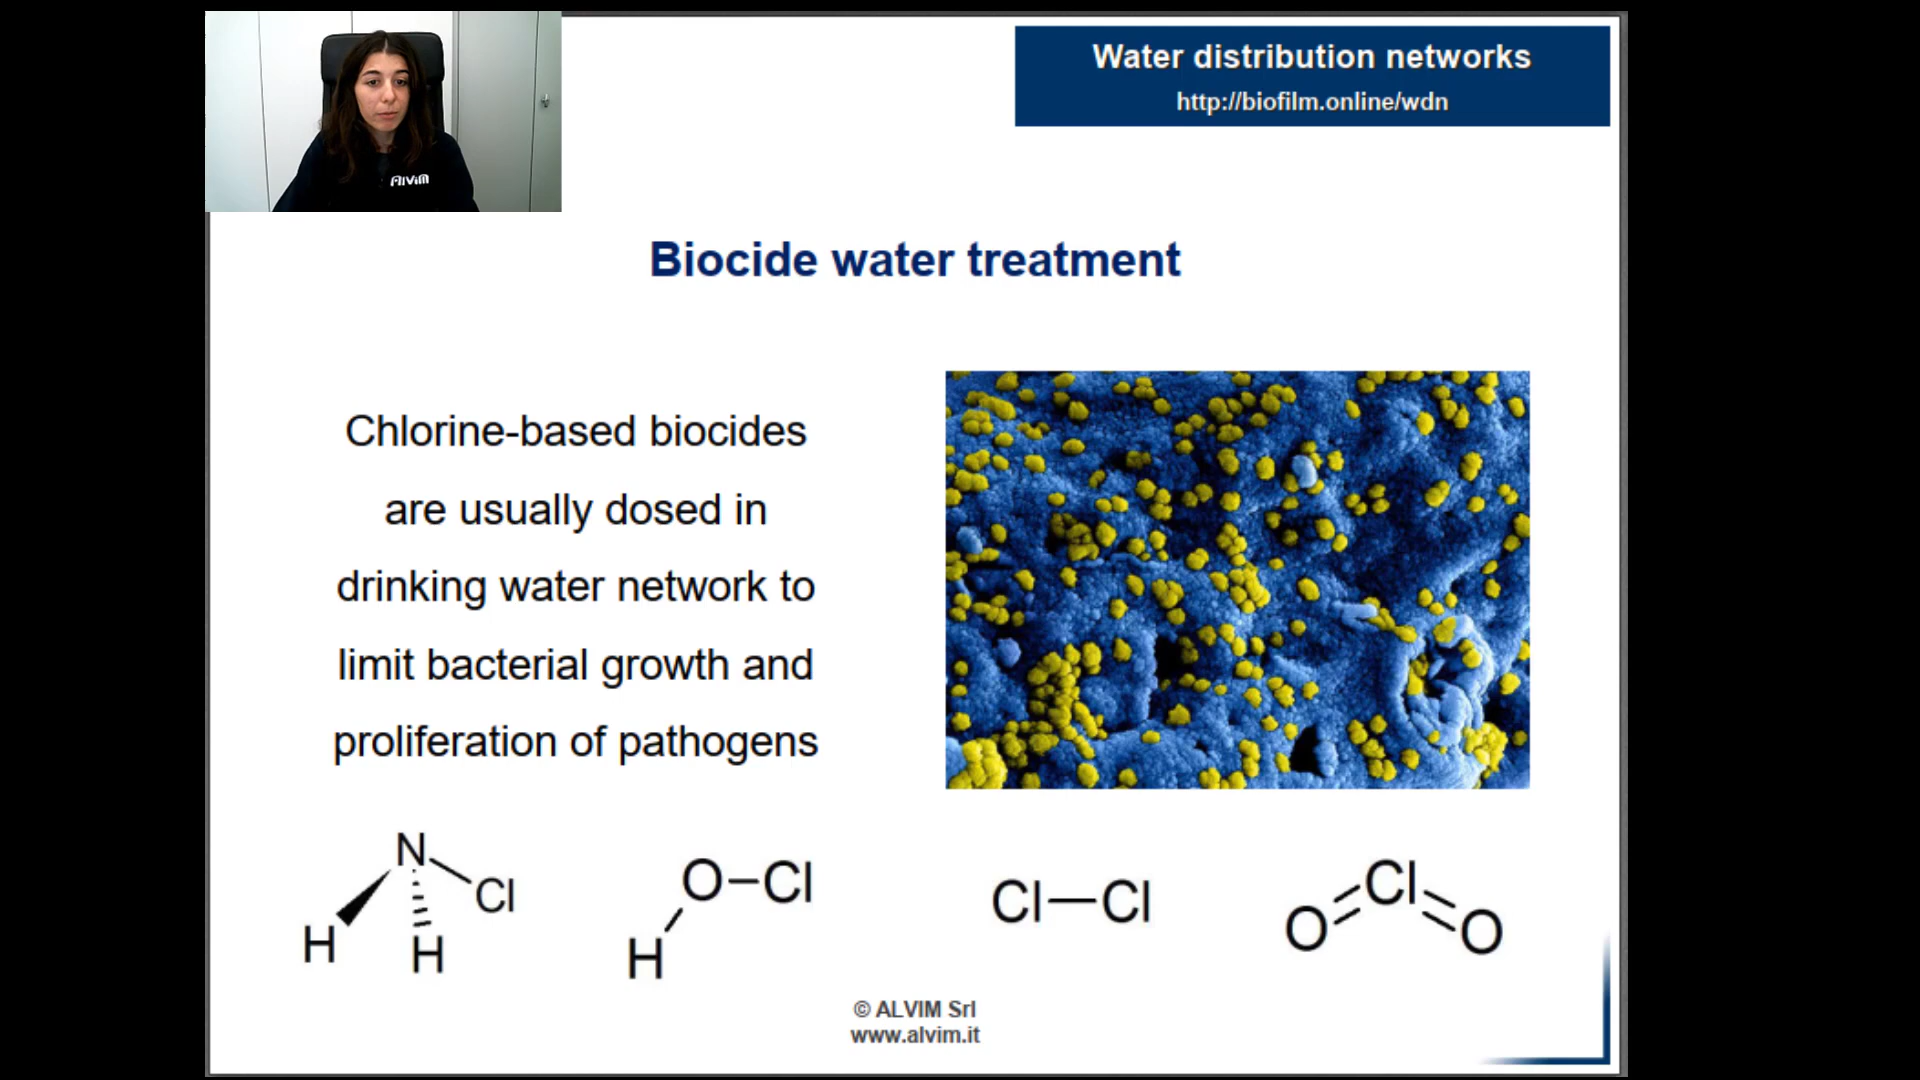 AlviM
Water distribution networks
http://biofilm.online/wdn
Biocide water treatment
Chlorine-based biocides
are usually dosed in
drinking water network to
limit bacterial growth and
proliferation of pathogens
N
Cl
H
H
O–Cl
H
Cl—Cl
Cl
O
O
© ALVIM Srl
www.alvim.it